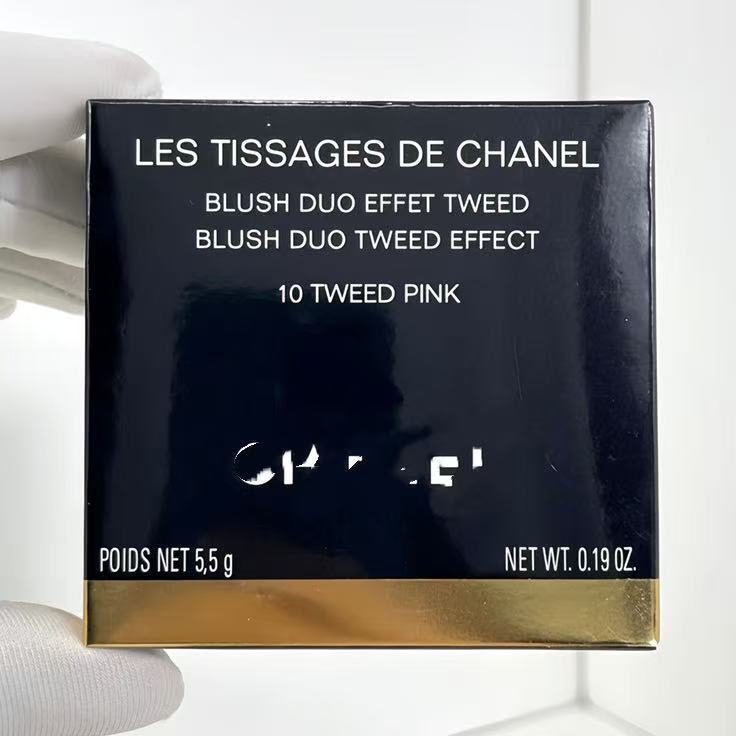 LES TISSAGES DE CHANEL
BLUSH DUO EFFET TWEED
BLUSH DUO TWEED EFFECT
10 TWEED PINK
POIDS NET 5,5 g
NET WT. 0.19 OZ.